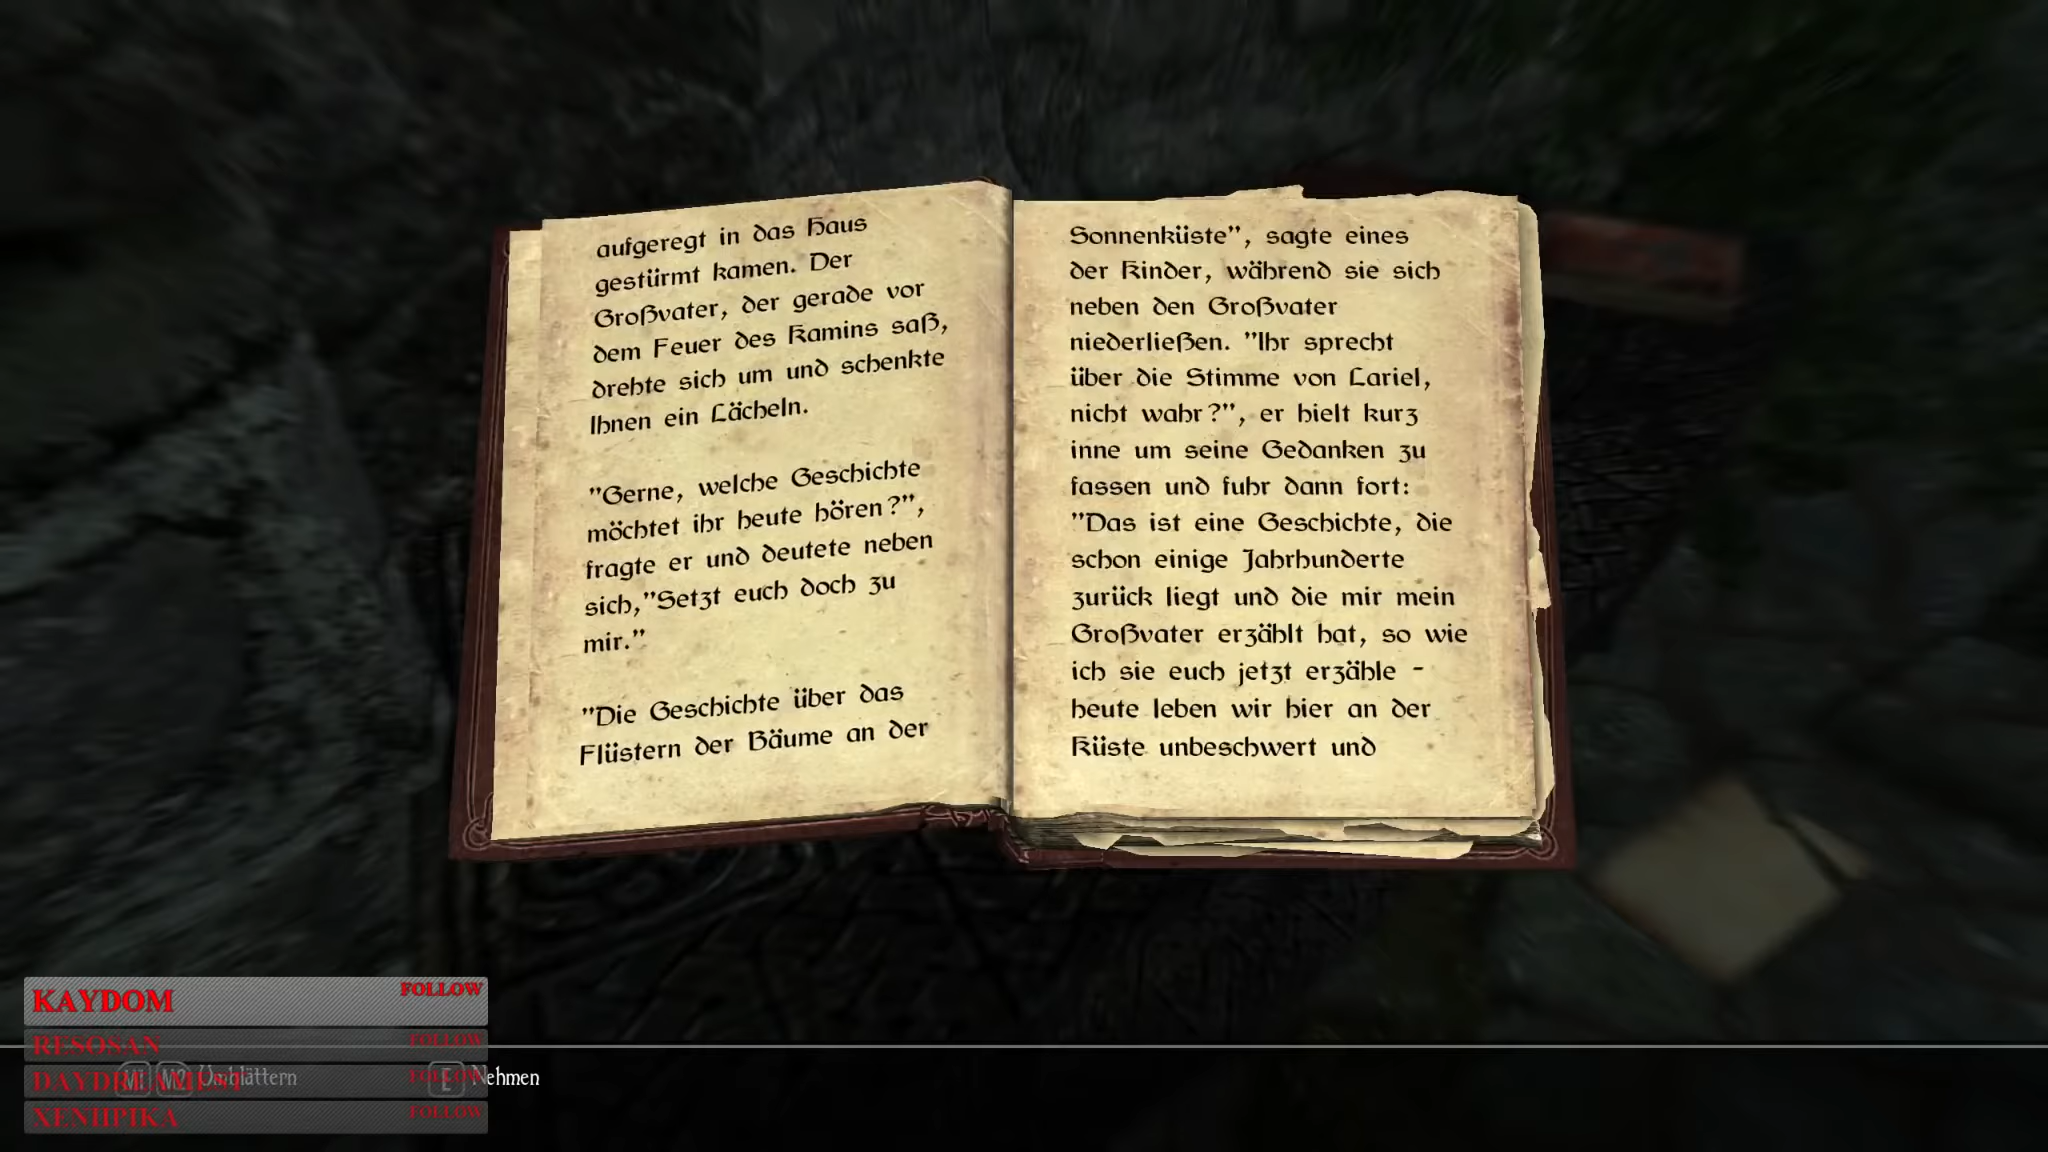 aufgeregt in das Haus
gestürmt kamen. Der
Großvater, der gerade vor
dem Feuer des Kamins saß,
drehte sich um und schenkte
Ihnen ein Lächeln.
"Gerne, welche Geschichte
möchtet ihr heute hören?",
fragte er und deutete neben
sich,"Setzt euch doch zu
mir."
"Die Geschichte über das
Flüstern der Bäume an der
Sonnenküste", sagte eines
der Kinder, während sie sich
neben den Großvater
niederließen. "Ihr sprecht
über die Stimme von Lariel,
nicht wahr?", er hielt kurz
inne um seine Gedanken zu
fassen und fuhr dann fort:
"Das ist eine Geschichte, die
schon einige Jahrhunderte
zurück liegt und die mir mein
Großvater erzählt hat, so wie
ich sie euch jetzt erzähle -
heute leben wir hier an der
Küste unbeschwert und
KAYDOM FOLLOW
RESOSAN FOLLOW
FOLLOW
XENIIPIKA FOLLOW
M1 M2 Umblättern E Nehmen